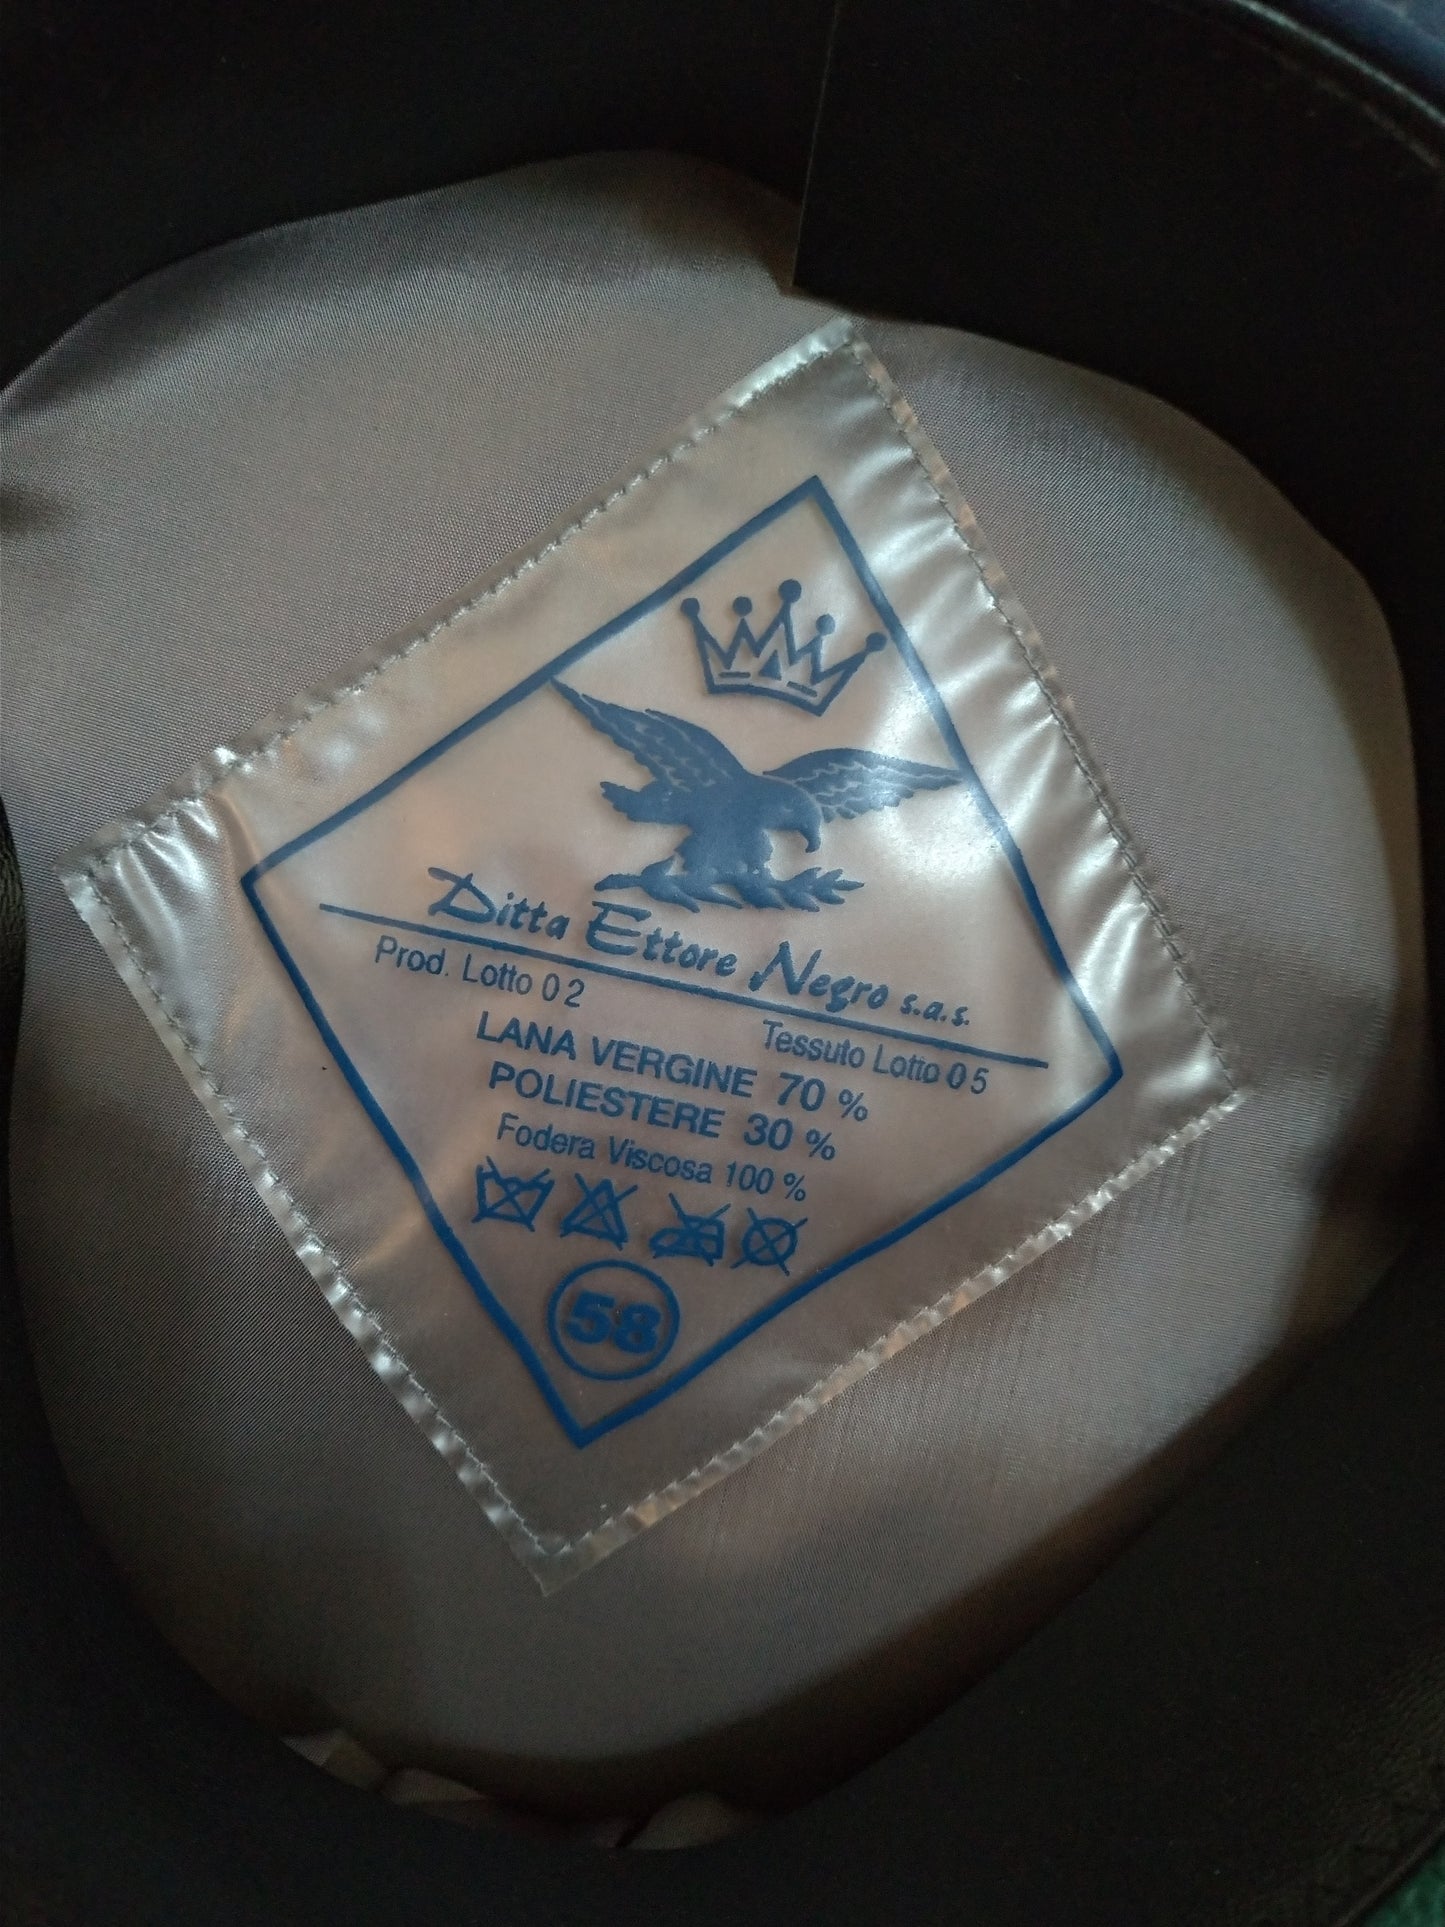 Ditta Ettore Negro s.a.s.
Prod. Lotto 02
Tessuto Lotto 05
LANA VERGINE 70 %
POLIESTERE 30 %
Fodera Viscosa 100 %
58